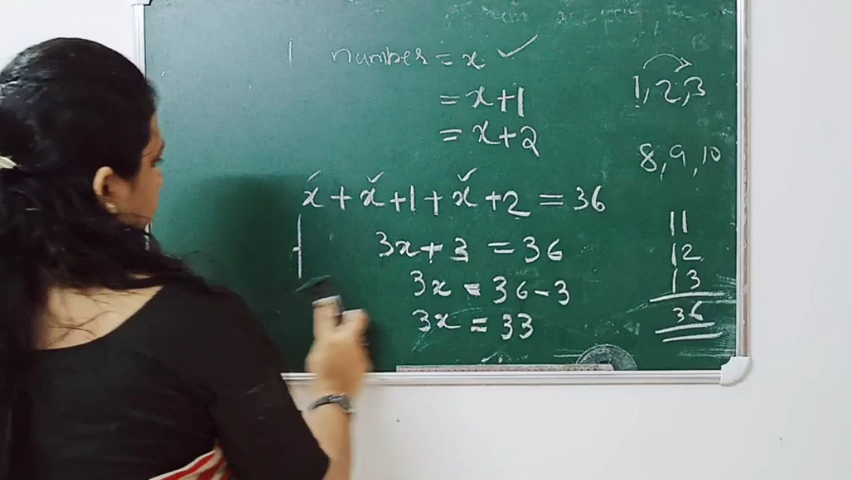 number = x ✓
= x+1
= x+2
x + x + 1 + x + 2 = 36
3x + 3 = 36
3x = 36 - 3
3x = 33
1, 2, 3
8, 9, 10
11
12
13
36